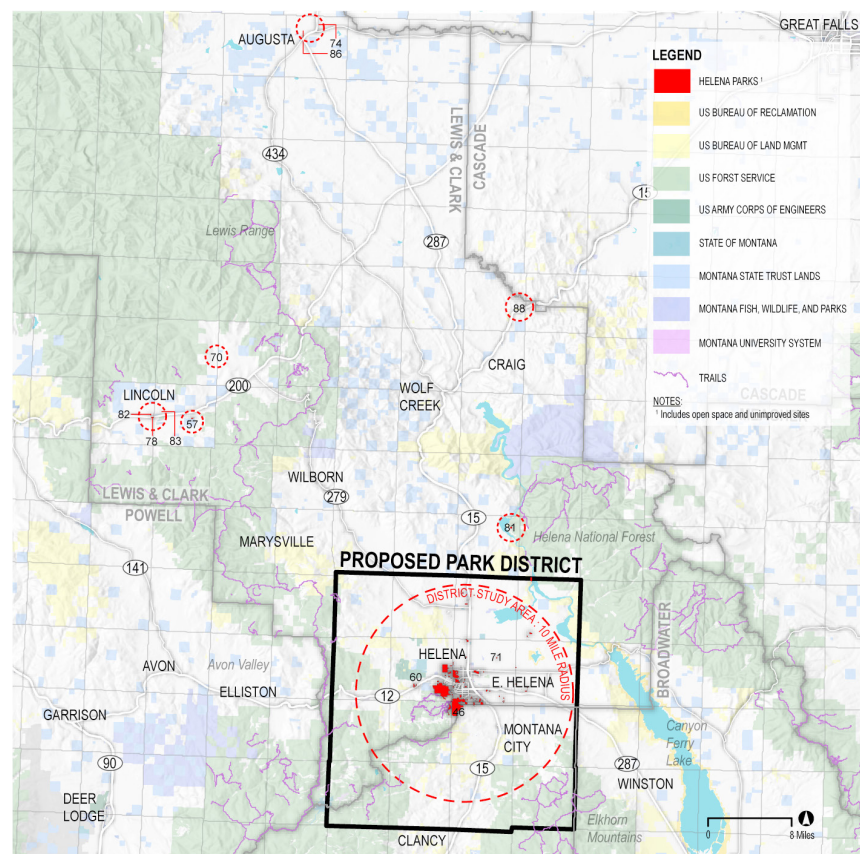 GREAT FALLS
AUGUSTA
74
86
LEGEND
HELENA PARKS ¹
US BUREAU OF RECLAMATION
US BUREAU OF LAND MGMT
US FORST SERVICE
US ARMY CORPS OF ENGINEERS
STATE OF MONTANA
MONTANA STATE TRUST LANDS
MONTANA FISH, WILDLIFE, AND PARKS
MONTANA UNIVERSITY SYSTEM
TRAILS
NOTES:
¹ Includes open space and unimproved sites
434
LEWIS & CLARK
CASCADE
15
Lewis Range
287
88
70
CRAIG
200
LINCOLN
WOLF
CREEK
CASCADE
82
57
78
83
WILBORN
LEWIS & CLARK
POWELL
279
15
81
MARYSVILLE
Helena National Forest
PROPOSED PARK DISTRICT
141
DISTRICT STUDY AREA : 10 MILE RADIUS
HELENA
71
AVON
Avon Valley
60
E. HELENA
BROADWATER
ELLISTON
12
46
GARRISON
MONTANA
CITY
Canyon
Ferry
Lake
90
15
287
WINSTON
DEER
LODGE
Elkhorn
Mountains
0
8 Miles
CLANCY